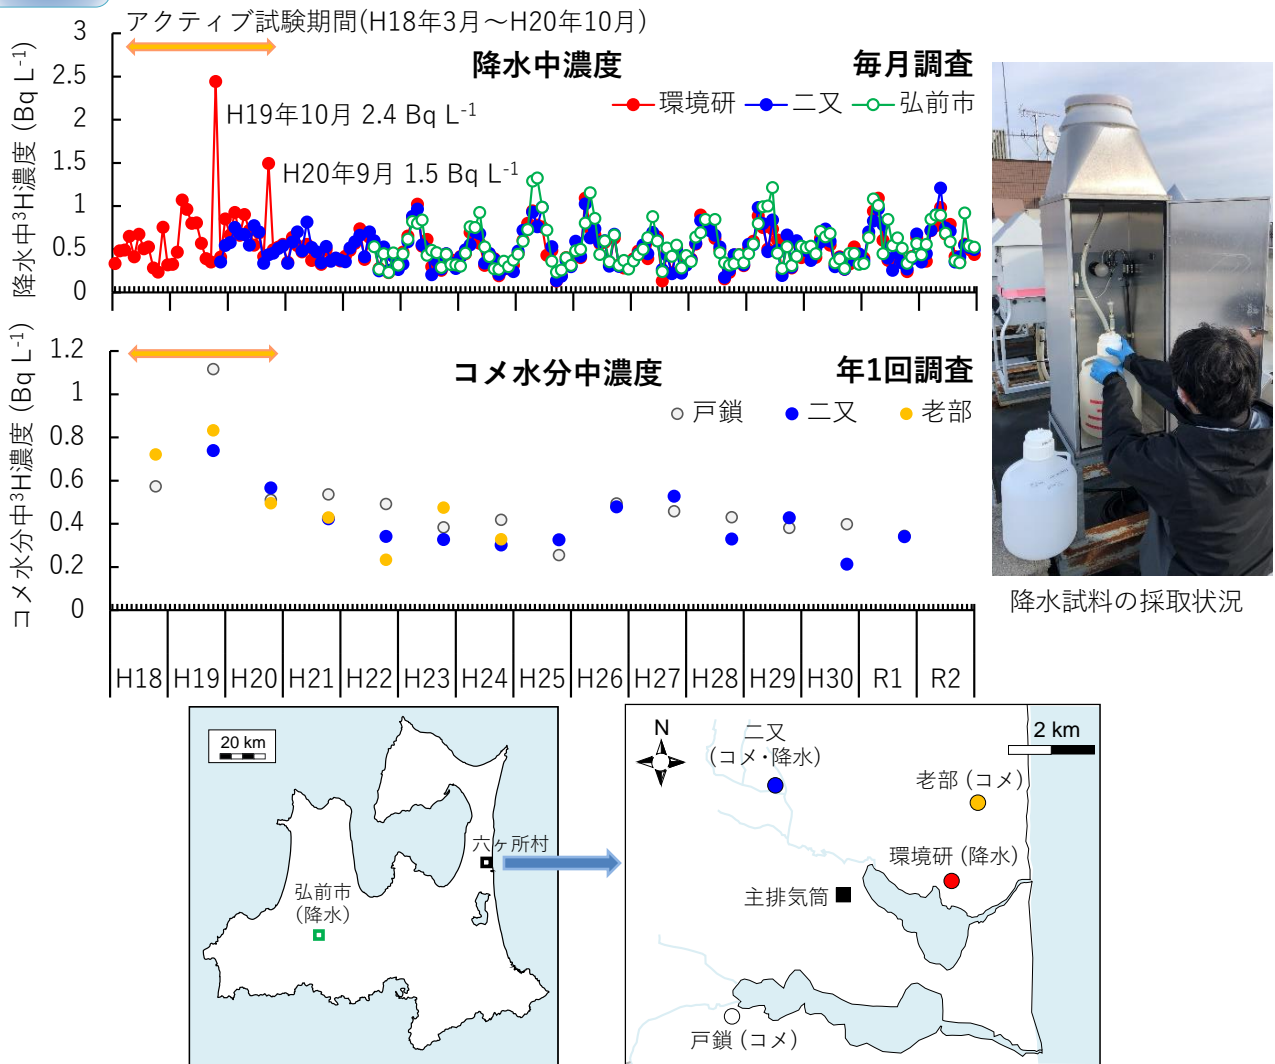 アクティブ試験期間(H18年3月～H20年10月)
降水中³H濃度 (Bq L⁻¹)
3
2.5
2
1.5
1
0.5
0
降水中濃度
毎月調査
環境研
二又
弘前市
H19年10月 2.4 Bq L⁻¹
H20年9月 1.5 Bq L⁻¹
コメ水分中³H濃度 (Bq L⁻¹)
1.2
1
0.8
0.6
0.4
0.2
0
コメ水分中濃度
年1回調査
戸鎖
二又
老部
H18 H19 H20 H21 H22 H23 H24 H25 H26 H27 H28 H29 H30 R1 R2
降水試料の採取状況
20 km
六ヶ所村
弘前市
(降水)
N
2 km
二又
(コメ・降水)
老部 (コメ)
環境研 (降水)
主排気筒
戸鎖 (コメ)